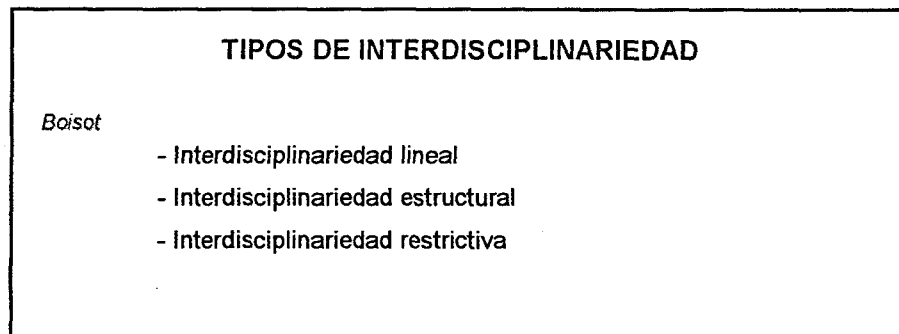 TIPOS DE INTERDISCIPLINARIEDAD
Boisot
- Interdisciplinariedad lineal
- Interdisciplinariedad estructural
- Interdisciplinariedad restrictiva